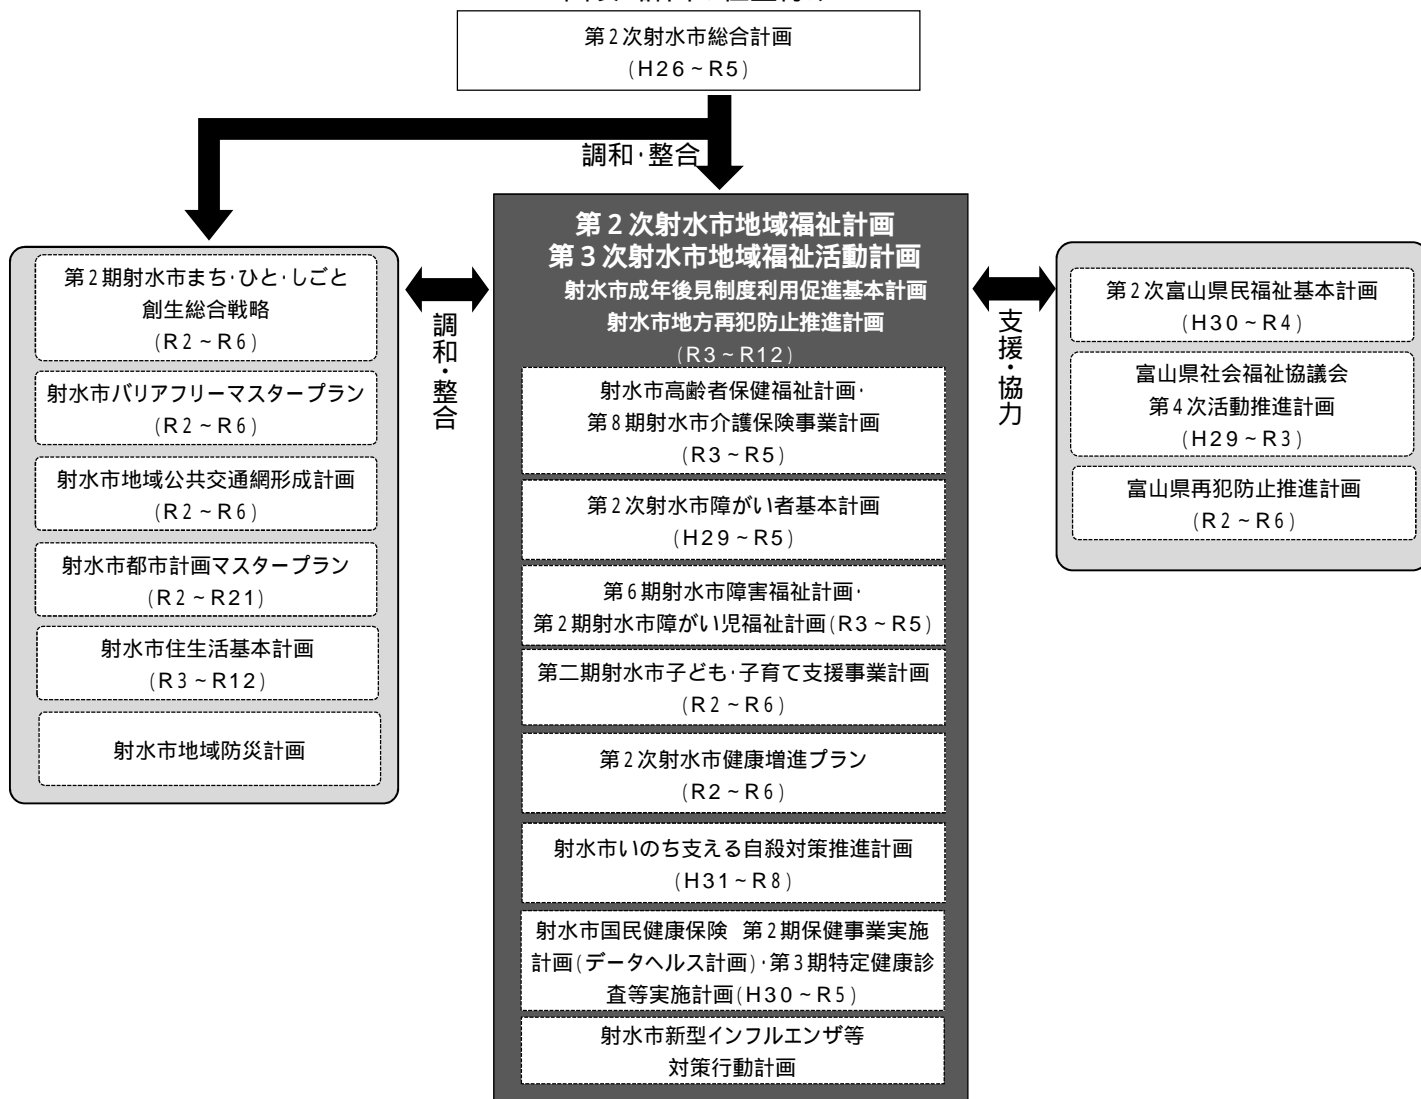 第2次射水市総合計画
(H26～R5)
調和・整合
第2期射水市まち・ひと・しごと
創生総合戦略
(R2～R6)
射水市バリアフリーマスタープラン
(R2～R6)
射水市地域公共交通網形成計画
(R2～R6)
射水市都市計画マスタープラン
(R2～R21)
射水市住生活基本計画
(R3～R12)
射水市地域防災計画
調和・整合
第2次射水市地域福祉計画
第3次射水市地域福祉活動計画
射水市成年後見制度利用促進基本計画
射水市地方再犯防止推進計画
(R3～R12)
射水市高齢者保健福祉計画・
第8期射水市介護保険事業計画
(R3～R5)
第2次射水市障がい者基本計画
(H29～R5)
第6期射水市障害福祉計画・
第2期射水市障がい児福祉計画(R3～R5)
第二期射水市子ども・子育て支援事業計画
(R2～R6)
第2次射水市健康増進プラン
(R2～R6)
射水市いのち支える自殺対策推進計画
(H31～R8)
射水市国民健康保険 第2期保健事業実施
計画(データヘルス計画)・第3期特定健康診
査等実施計画(H30～R5)
射水市新型インフルエンザ等
対策行動計画
支援・協力
第2次富山県民福祉基本計画
(H30～R4)
富山県社会福祉協議会
第4次活動推進計画
(H29～R3)
富山県再犯防止推進計画
(R2～R6)